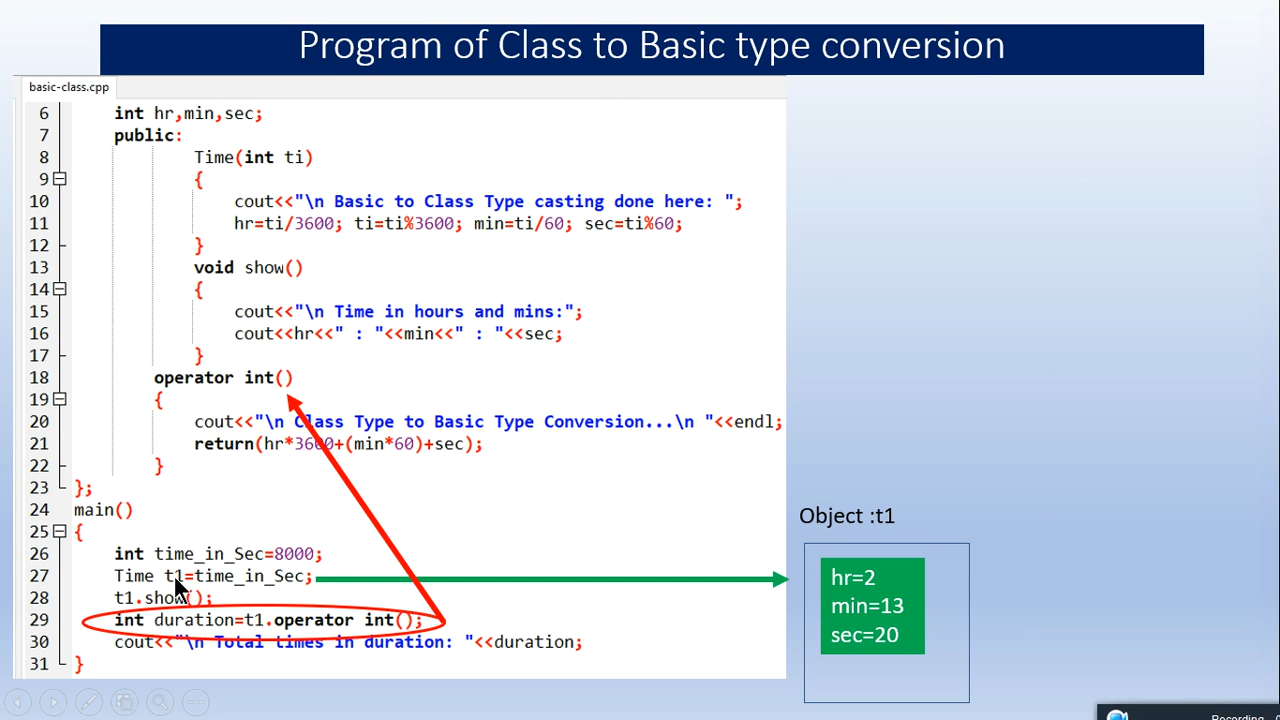 Program of Class to Basic type conversion
basic-class.cpp
6 int hr,min,sec;
7 public:
8 Time(int ti)
9 {
10 cout<<"\n Basic to Class Type casting done here: ";
11 hr=ti/3600; ti=ti%3600; min=ti/60; sec=ti%60;
12 }
13 void show()
14 {
15 cout<<"\n Time in hours and mins:";
16 cout<<hr<<" : "<<min<<" : "<<sec;
17 }
18 operator int()
19 {
20 cout<<"\n Class Type to Basic Type Conversion...\n "<<endl;
21 return(hr*3600+(min*60)+sec);
22 }
23 };
24 main()
25 {
26 int time_in_Sec=8000;
27 Time t1=time_in_Sec;
28 t1.show();
29 int duration=t1.operator int();
30 cout<<"\n Total times in duration: "<<duration;
31 }
Object :t1
hr=2
min=13
sec=20
Recording